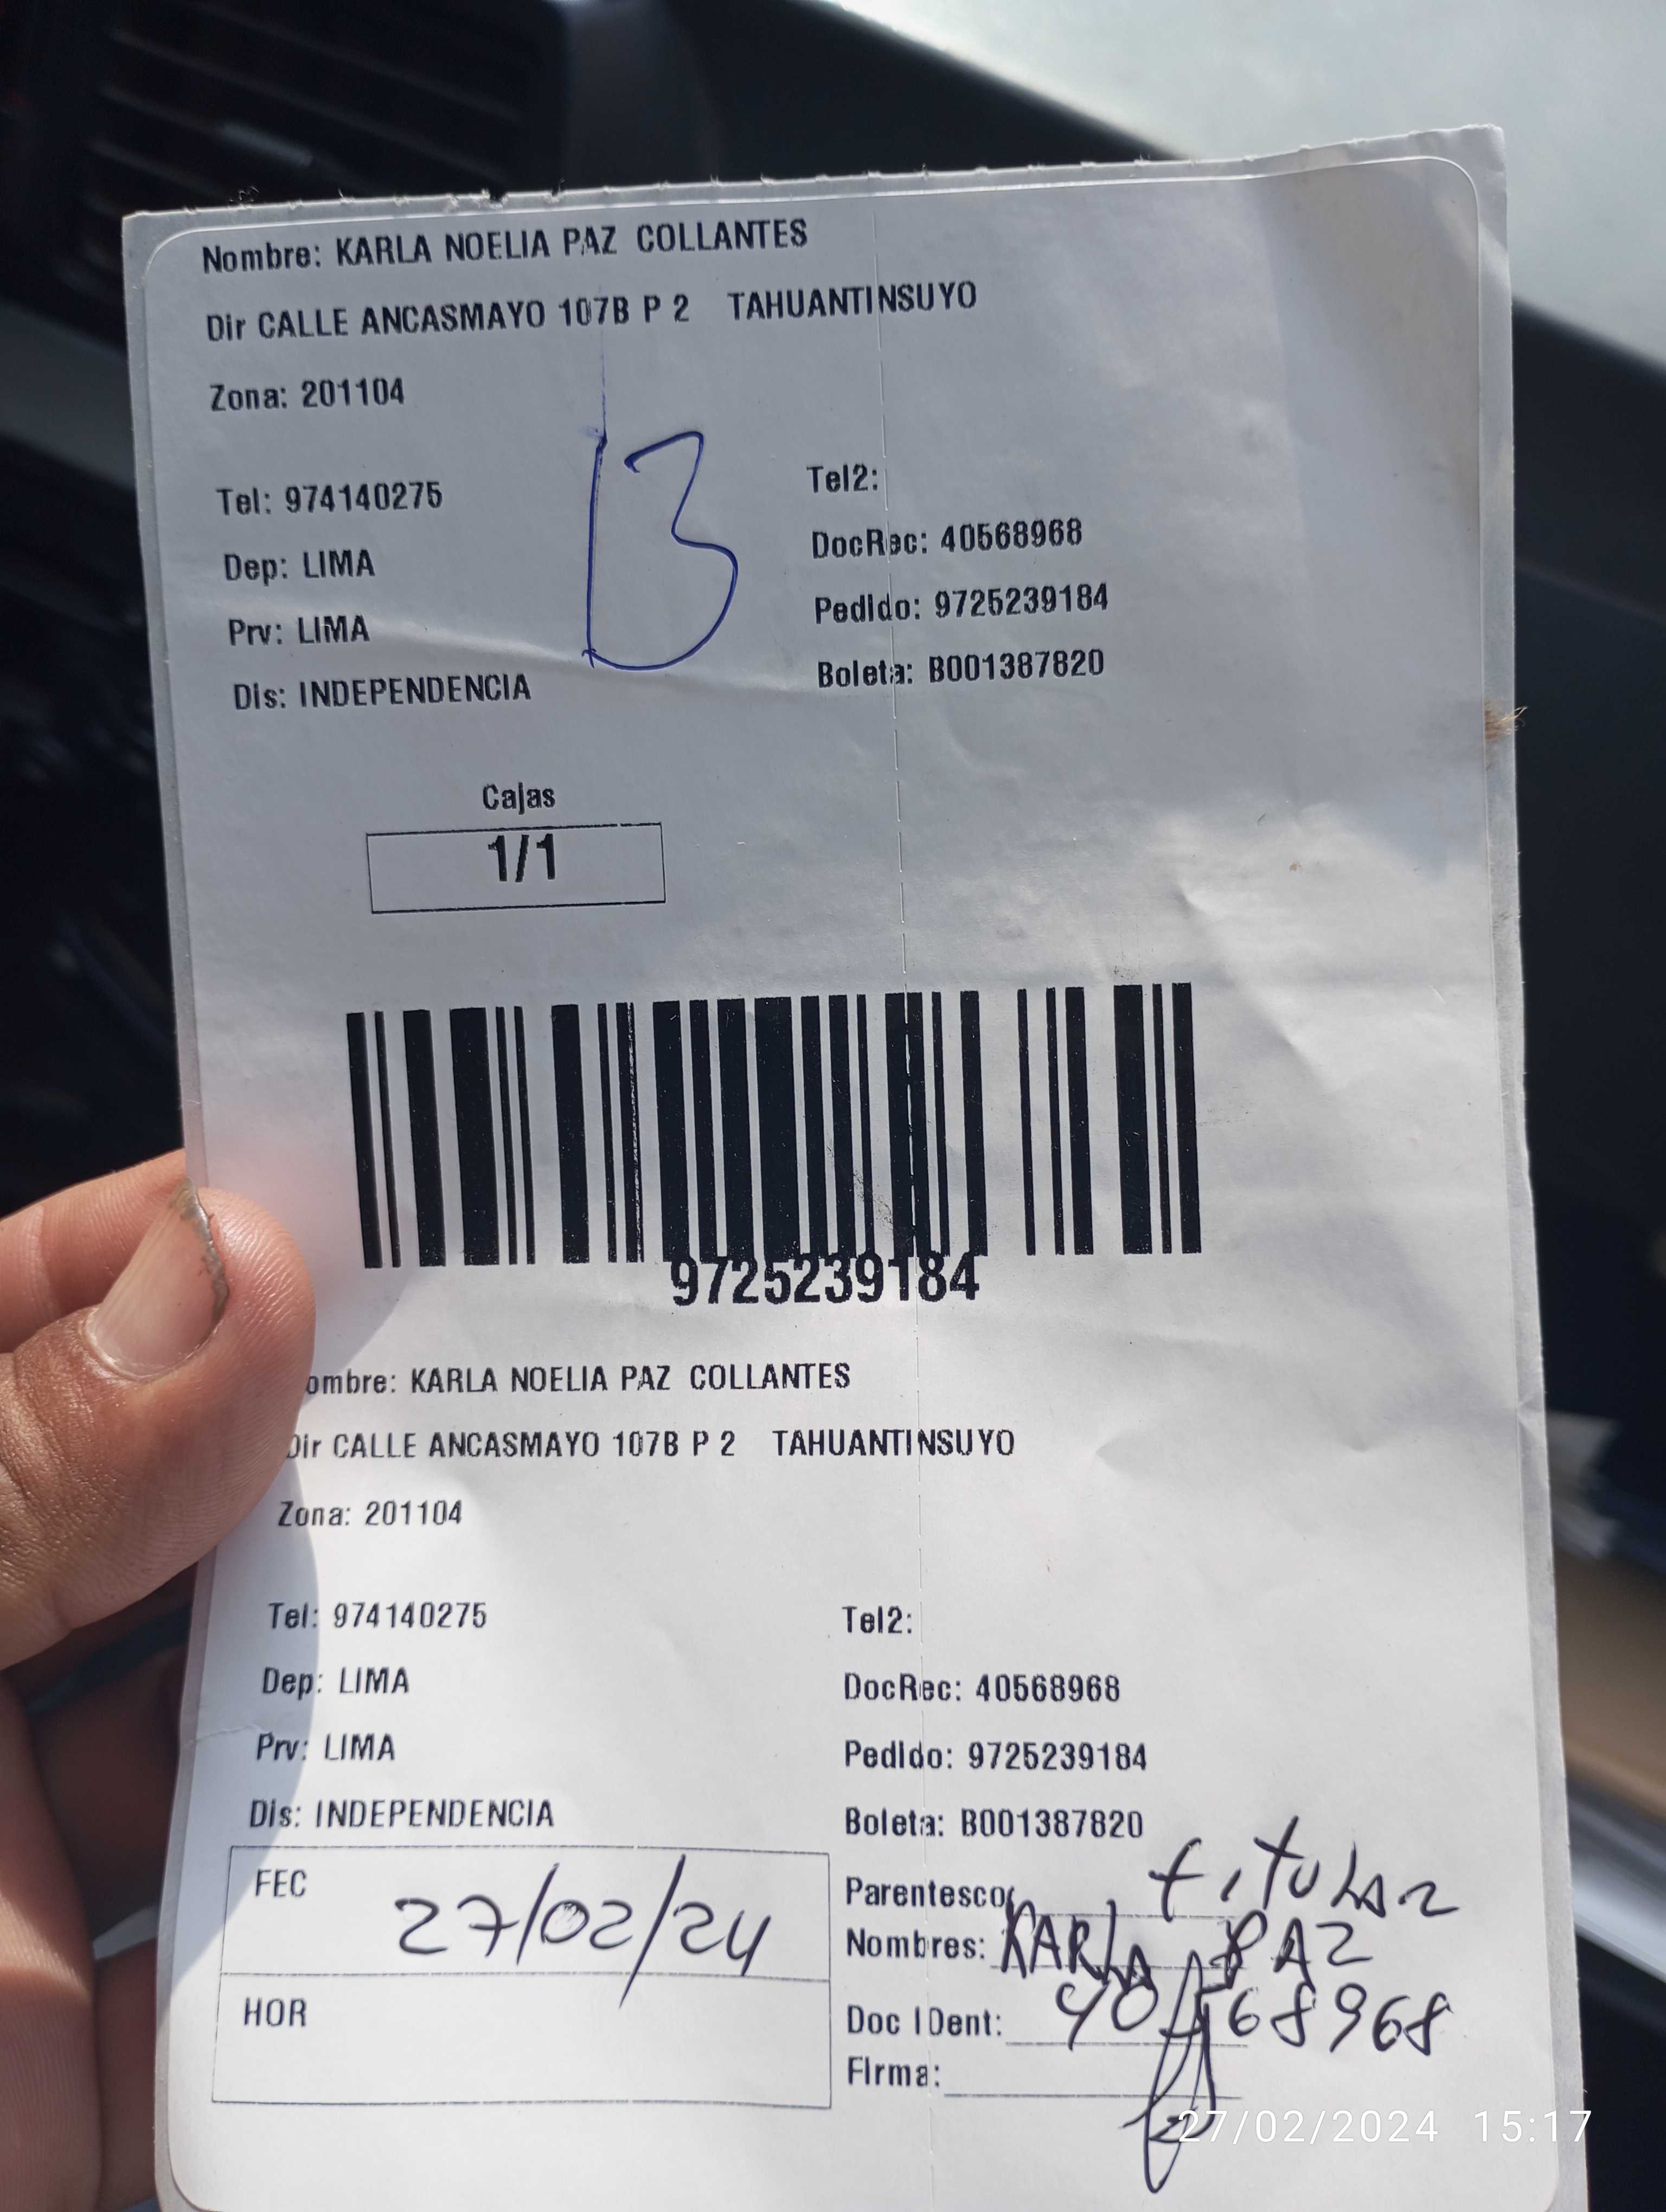 Nombre: KARLA NOELIA PAZ COLLANTES
Dir CALLE ANCASMAYO 107B P 2 TAHUANTINSUYO
Zona: 201104
B
Tel: 974140275
Tel2:
Dep: LIMA
DocRec: 40568968
Prv: LIMA
Pedido: 9725239184
Dis: INDEPENDENCIA
Boleta: B001387820
Cajas
1/1
9725239184
ombre: KARLA NOELIA PAZ COLLANTES
Dir CALLE ANCASMAYO 107B P 2 TAHUANTINSUYO
Zona: 201104
Tel: 974140275
Tel2:
Dep: LIMA
DocRec: 40568968
Prv: LIMA
Pedido: 9725239184
Dis: INDEPENDENCIA
Boleta: B001387820
FEC 27/02/24
Parentesco: titular
Nombres: KARLA PAZ
HOR
Doc IDent: 40568968
Firma:
27/02/2024 15:17